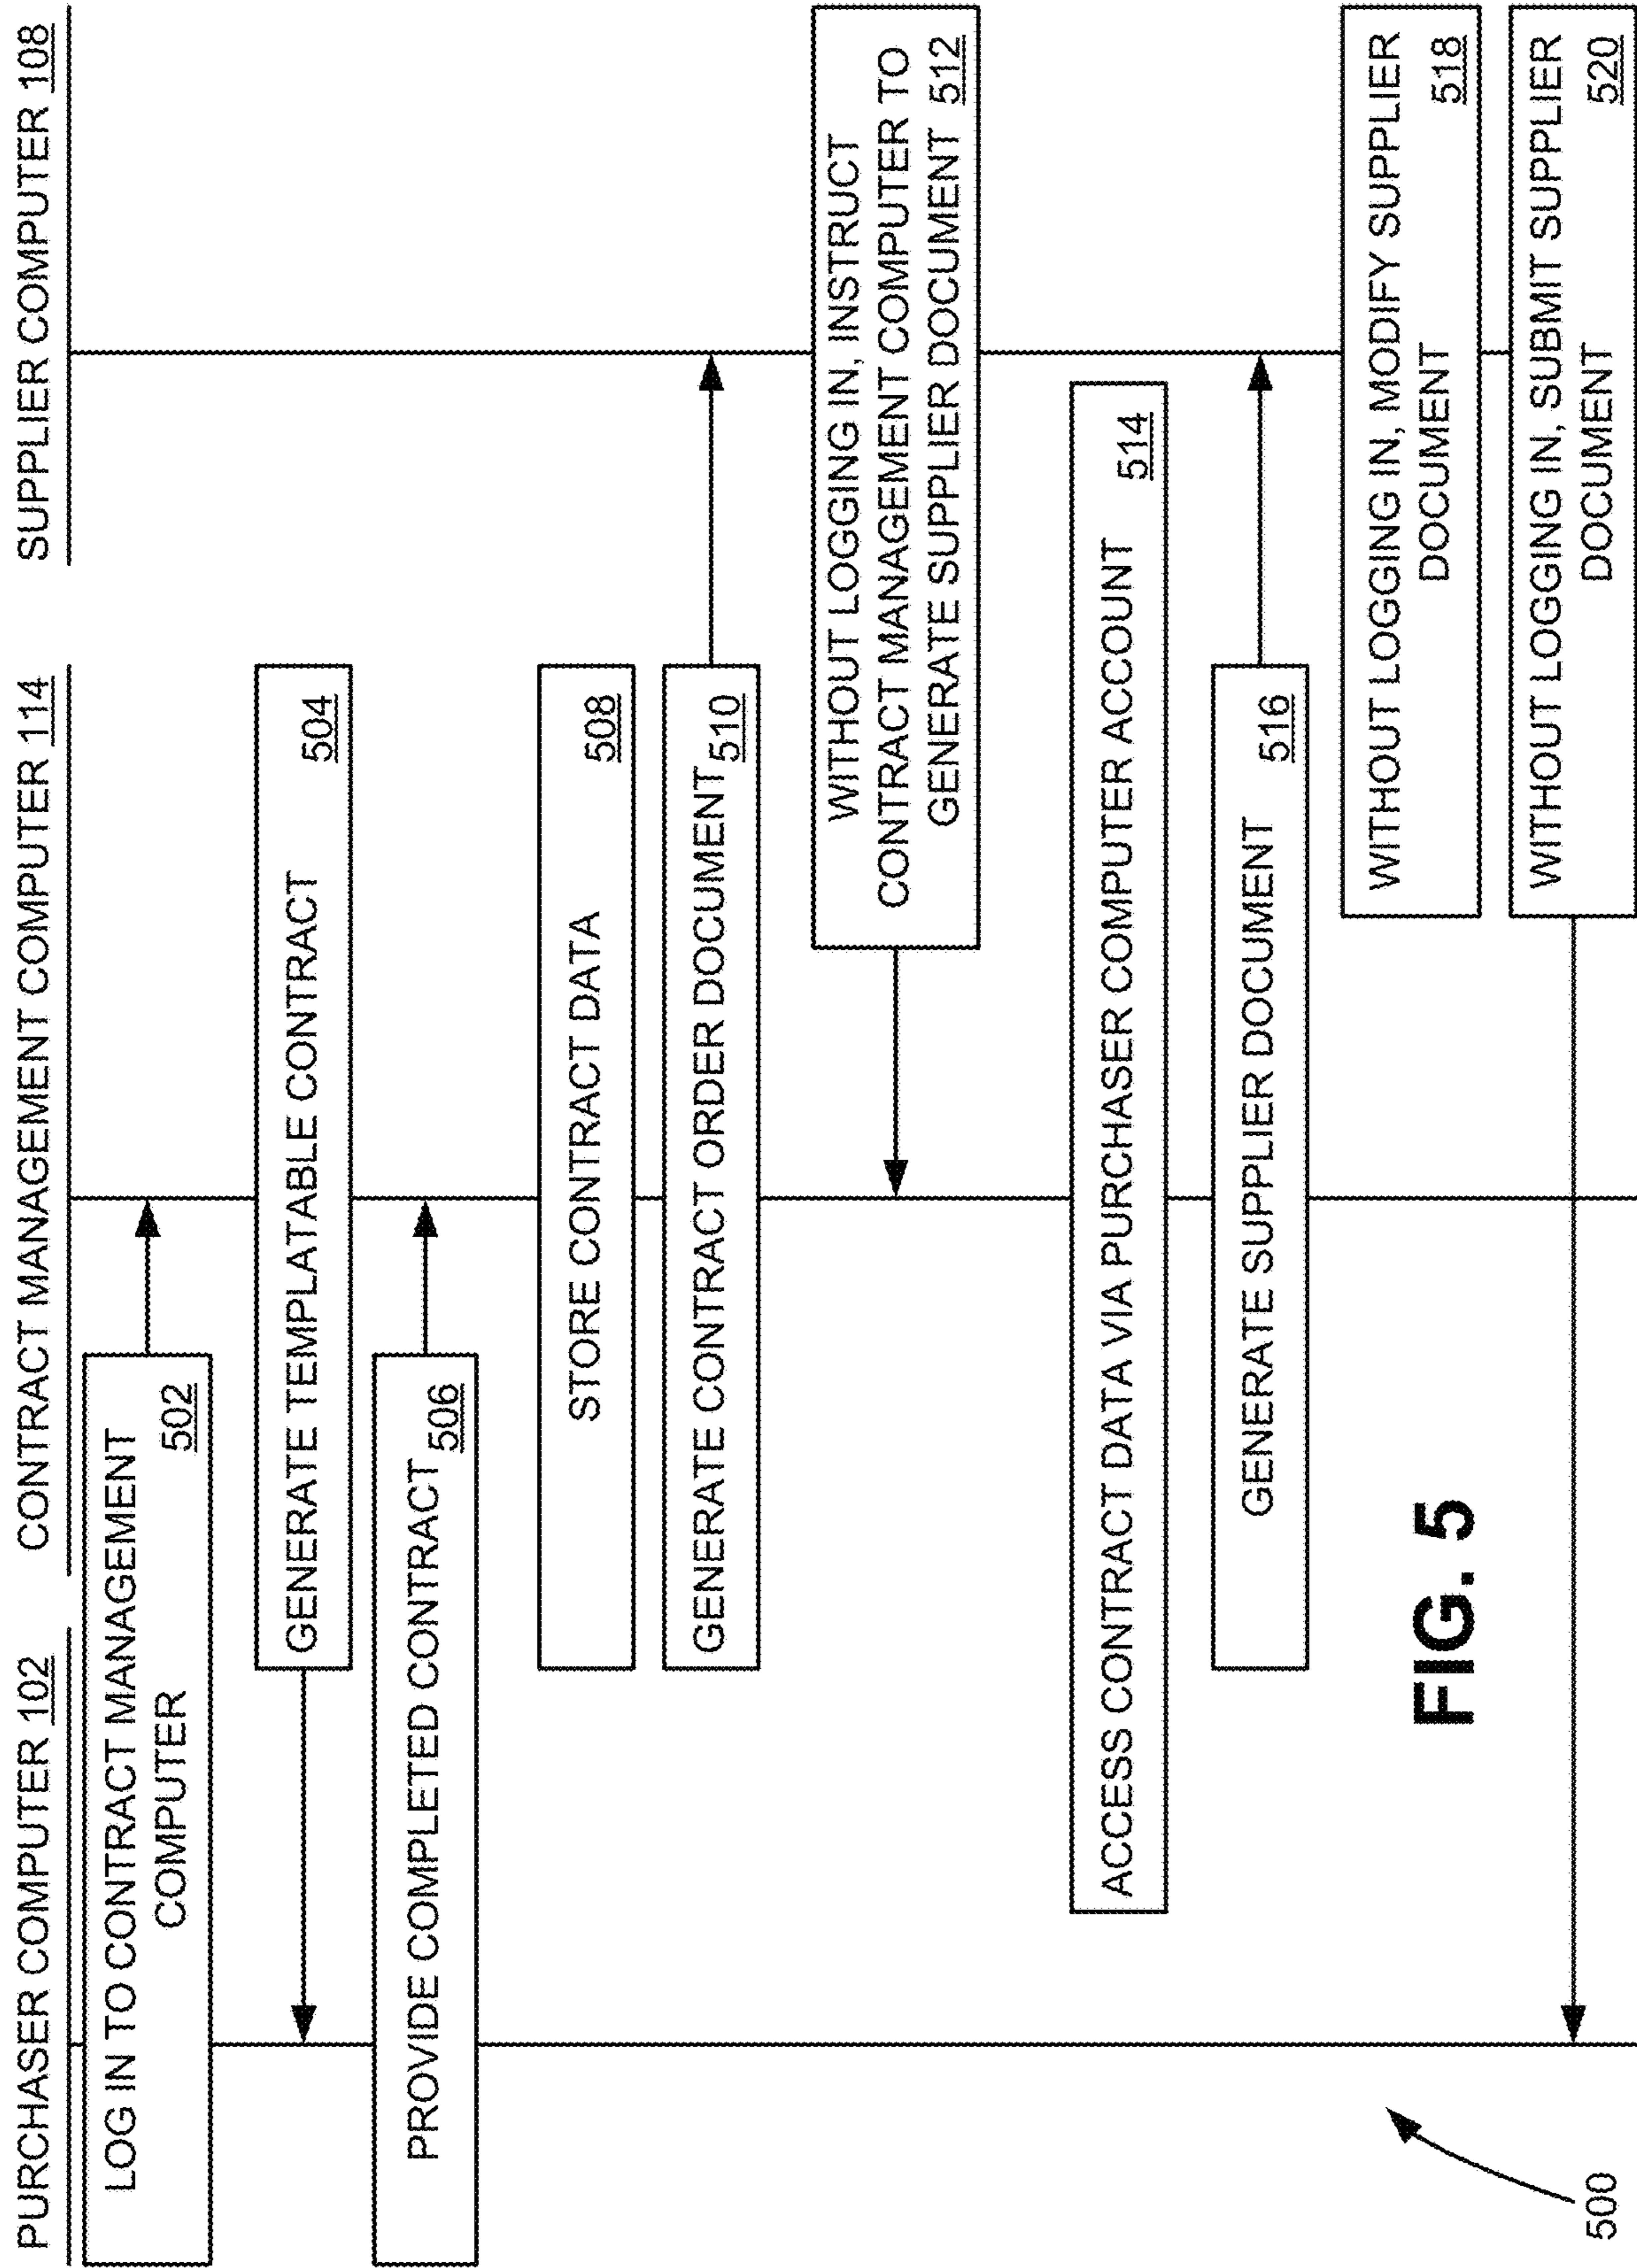 PURCHASER COMPUTER 102
CONTRACT MANAGEMENT COMPUTER 114
SUPPLIER COMPUTER 108
LOG IN TO CONTRACT MANAGEMENT
COMPUTER
502
GENERATE TEMPLATABLE CONTRACT
504
PROVIDE COMPLETED CONTRACT
506
STORE CONTRACT DATA
508
GENERATE CONTRACT ORDER DOCUMENT
510
WITHOUT LOGGING IN, INSTRUCT
CONTRACT MANAGEMENT COMPUTER TO
GENERATE SUPPLIER DOCUMENT 512
ACCESS CONTRACT DATA VIA PURCHASER COMPUTER ACCOUNT
514
GENERATE SUPPLIER DOCUMENT
516
WITHOUT LOGGING IN, MODIFY SUPPLIER
DOCUMENT
518
WITHOUT LOGGING IN, SUBMIT SUPPLIER
DOCUMENT
520
500
FIG. 5